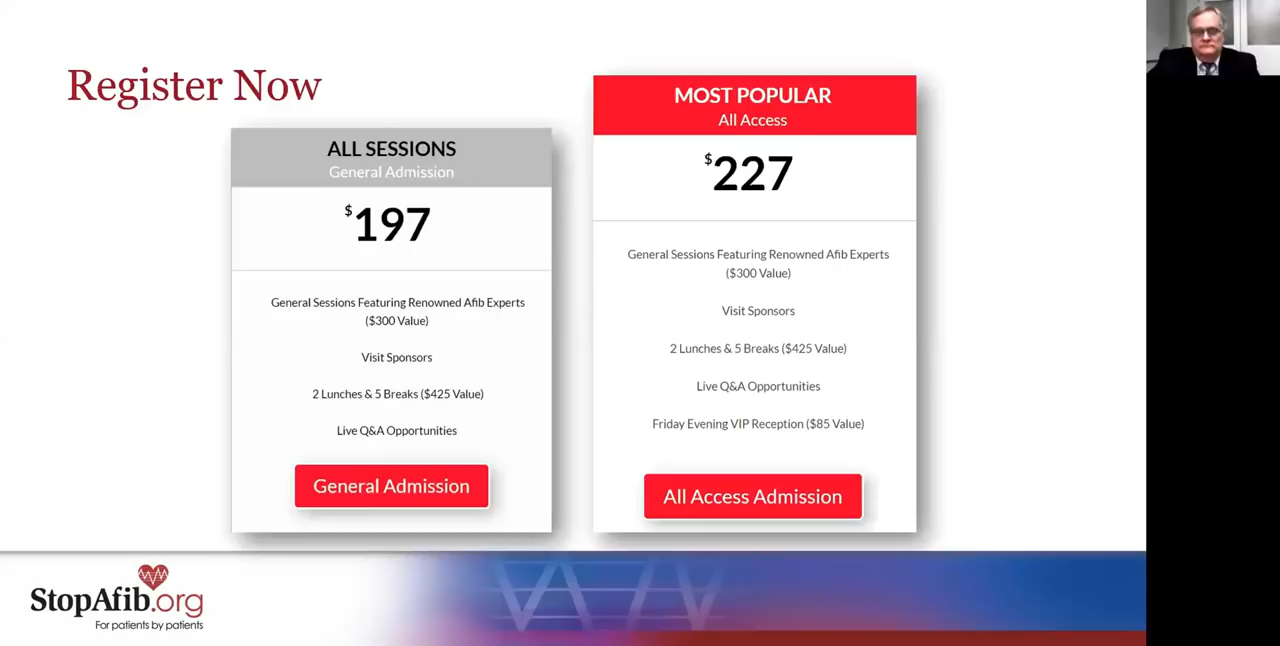 Register Now
ALL SESSIONS
General Admission
$197
General Sessions Featuring Renowned Afib Experts
($300 Value)
Visit Sponsors
2 Lunches & 5 Breaks ($425 Value)
Live Q&A Opportunities
General Admission
MOST POPULAR
All Access
$227
General Sessions Featuring Renowned Afib Experts
($300 Value)
Visit Sponsors
2 Lunches & 5 Breaks ($425 Value)
Live Q&A Opportunities
Friday Evening VIP Reception ($85 Value)
All Access Admission
StopAfib.org
For patients by patients